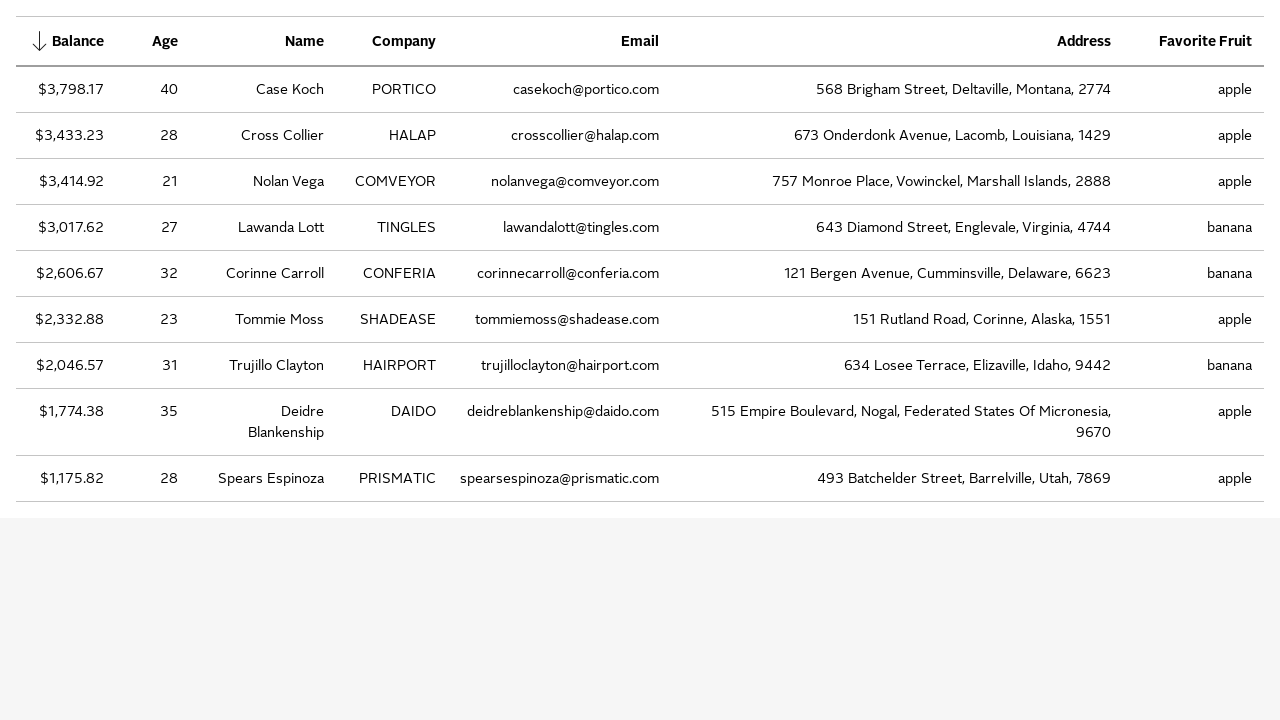 Balance Age Name Company Email Address Favorite Fruit
$3,798.17 40 Case Koch PORTICO casekoch@portico.com 568 Brigham Street, Deltaville, Montana, 2774 apple
$3,433.23 28 Cross Collier HALAP crosscollier@halap.com 673 Onderdonk Avenue, Lacomb, Louisiana, 1429 apple
$3,414.92 21 Nolan Vega COMVEYOR nolanvega@comveyor.com 757 Monroe Place, Vowinckel, Marshall Islands, 2888 apple
$3,017.62 27 Lawanda Lott TINGLES lawandalott@tingles.com 643 Diamond Street, Englevale, Virginia, 4744 banana
$2,606.67 32 Corinne Carroll CONFERIA corinnecarroll@conferia.com 121 Bergen Avenue, Cumminsville, Delaware, 6623 banana
$2,332.88 23 Tommie Moss SHADEASE tommiemoss@shadease.com 151 Rutland Road, Corinne, Alaska, 1551 apple
$2,046.57 31 Trujillo Clayton HAIRPORT trujilloclayton@hairport.com 634 Losee Terrace, Elizaville, Idaho, 9442 banana
$1,774.38 35 Deidre DAIDO deidreblankenship@daido.com 515 Empire Boulevard, Nogal, Federated States Of Micronesia, apple
Blankenship 9670
$1,175.82 28 Spears Espinoza PRISMATIC spearsespinoza@prismatic.com 493 Batchelder Street, Barrelville, Utah, 7869 apple